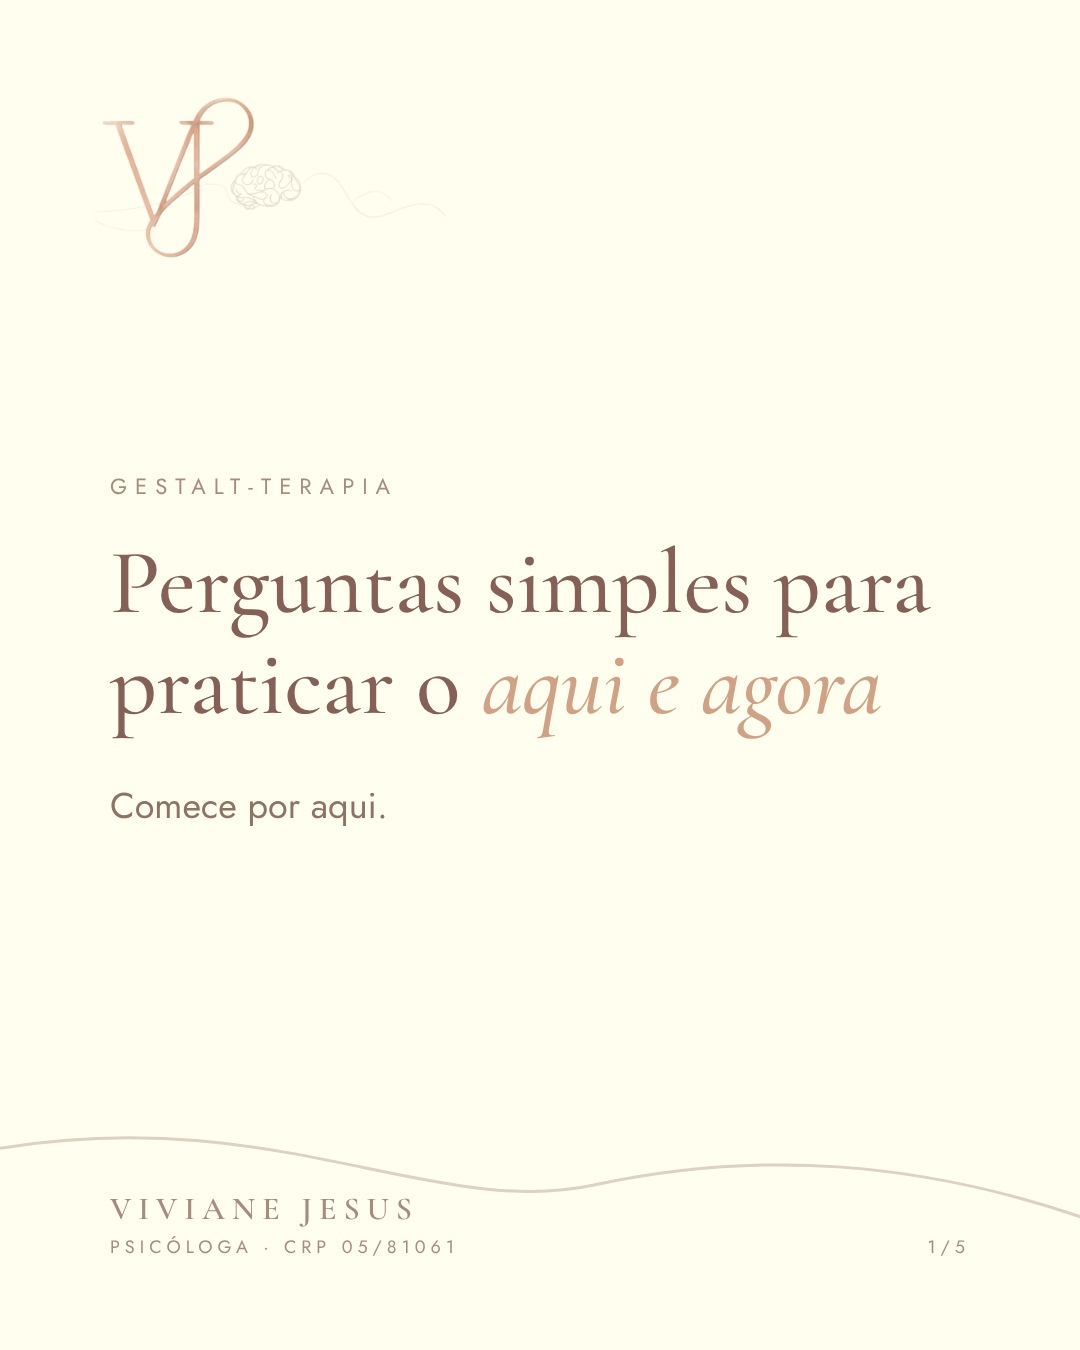 VJ
GESTALT-TERAPIA
Perguntas simples para
praticar o aqui e agora
Comece por aqui.
VIVIANE JESUS
PSICÓLOGA · CRP 05/81061
1/5